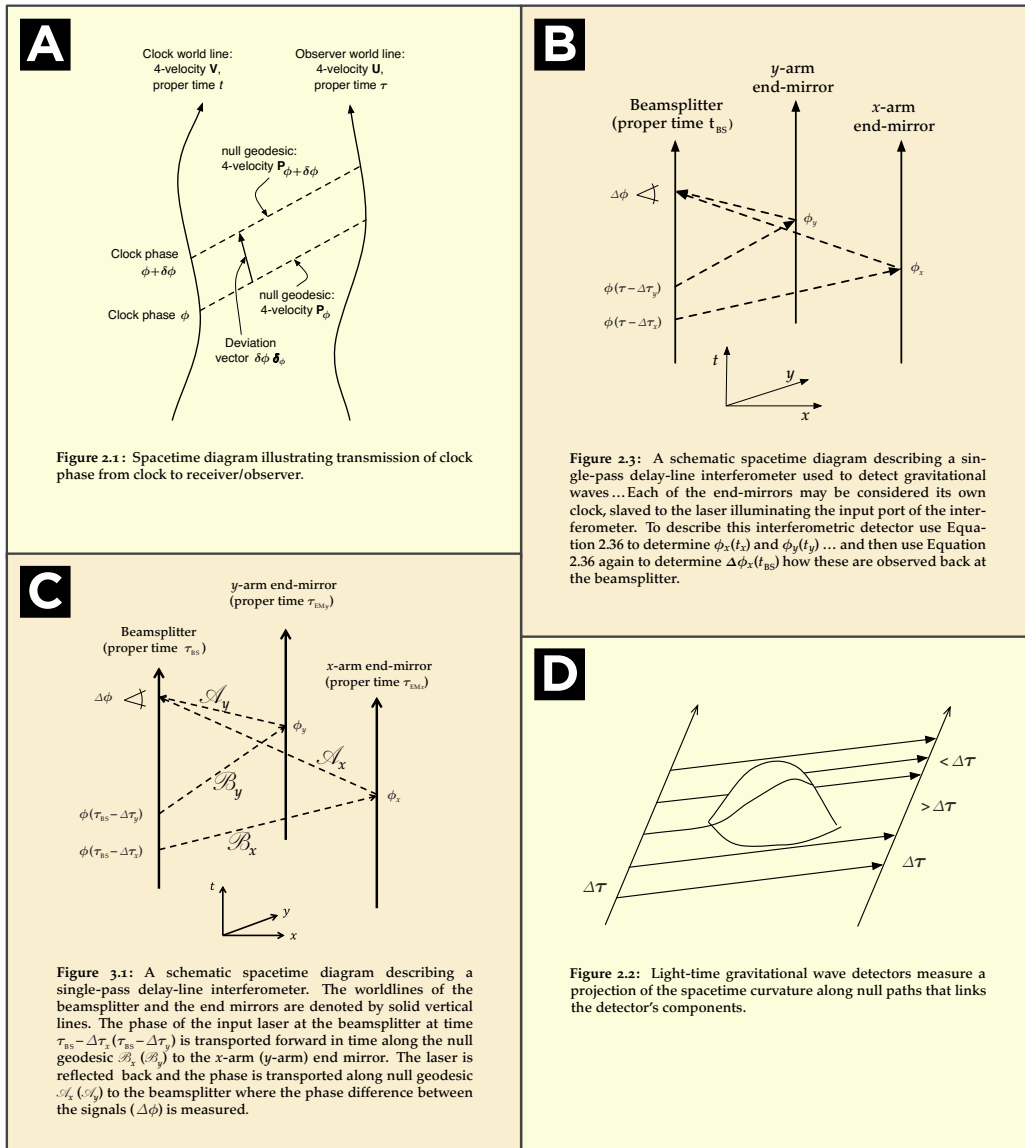 A
Clock world line:
4-velocity V,
proper time t
Observer world line:
4-velocity U,
proper time τ
null geodesic:
4-velocity P_{ϕ+δϕ}
Clock phase
ϕ+δϕ
Clock phase ϕ
null geodesic:
4-velocity P_ϕ
Deviation
vector δϕ δ_ϕ
Figure 2.1: Spacetime diagram illustrating transmission of clock
phase from clock to receiver/observer.
B
y-arm
end-mirror
Beamsplitter
(proper time t_BS)
x-arm
end-mirror
Δϕ
ϕ_y
ϕ_x
ϕ(τ−Δτ_y)
ϕ(τ−Δτ_x)
t
y
x
Figure 2.3: A schematic spacetime diagram describing a sin-
gle-pass delay-line interferometer used to detect gravitational
waves…Each of the end-mirrors may be considered its own
clock, slaved to the laser illuminating the input port of the inter-
ferometer. To describe this interferometric detector use Equa-
tion 2.36 to determine ϕ_x(t_x) and ϕ_y(t_y) … and then use Equation
2.36 again to determine Δϕ_x(t_BS) how these are observed back at
the beamsplitter.
C
y-arm end-mirror
(proper time τ_EMy)
Beamsplitter
(proper time τ_BS)
x-arm end-mirror
(proper time τ_EMx)
Δϕ
𝒜_y
ϕ_y
𝒜_x
ℬ_y
ϕ_x
ϕ(τ_BS−Δτ_y)
ϕ(τ_BS−Δτ_x)
ℬ_x
t
y
x
Figure 3.1: A schematic spacetime diagram describing a
single-pass delay-line interferometer. The worldlines of the
beamsplitter and the end mirrors are denoted by solid vertical
lines. The phase of the input laser at the beamsplitter at time
τ_BS−Δτ_x(τ_BS−Δτ_y) is transported forward in time along the null
geodesic ℬ_x (ℬ_y) to the x-arm (y-arm) end mirror. The laser is
reflected back and the phase is transported along null geodesic
𝒜_x (𝒜_y) to the beamsplitter where the phase difference between
the signals (Δϕ) is measured.
D
< Δτ
> Δτ
Δτ
Δτ
Figure 2.2: Light-time gravitational wave detectors measure a
projection of the spacetime curvature along null paths that links
the detector's components.